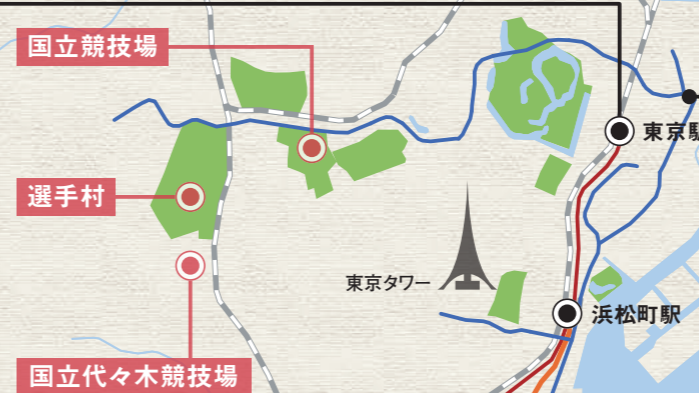 国立競技場
東京駅
選手村
東京タワー
浜松町駅
国立代々木競技場